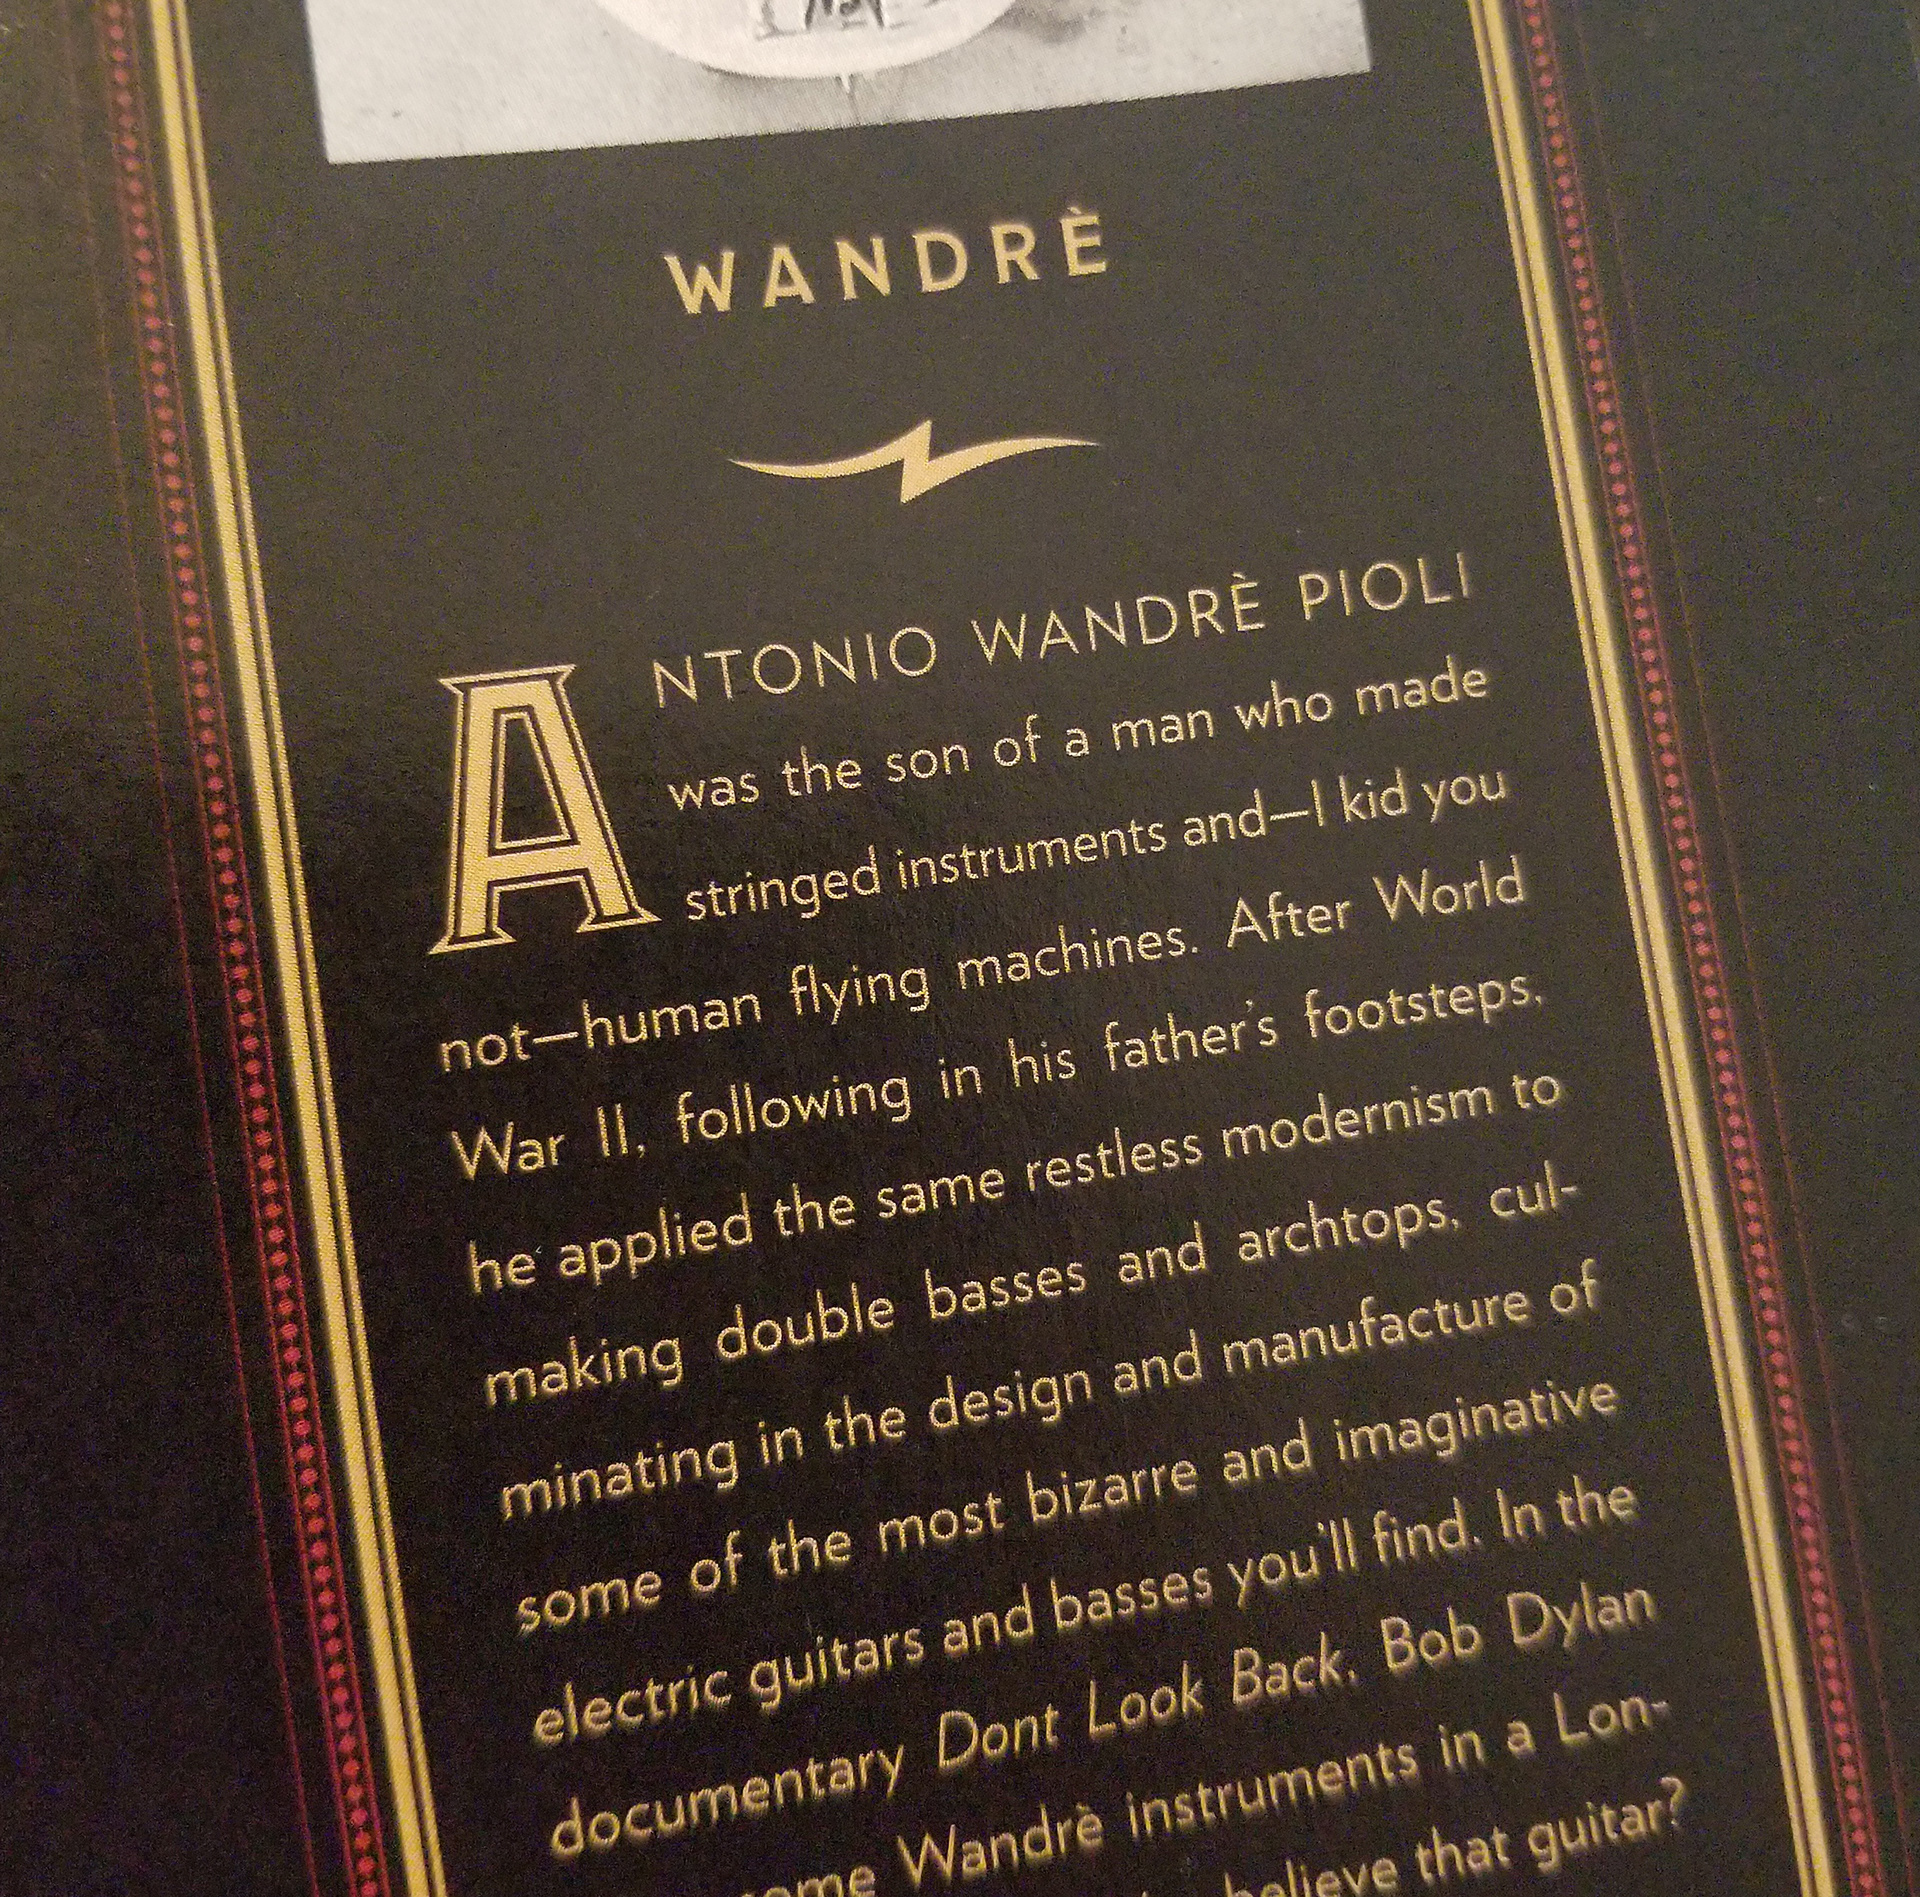 WANDRÈ
ANTONIO WANDRÈ PIOLI
was the son of a man who made
stringed instruments and—I kid you
not—human flying machines. After World
War II, following in his father's footsteps,
he applied the same restless modernism to
making double basses and archtops, cul-
minating in the design and manufacture of
some of the most bizarre and imaginative
electric guitars and basses you'll find. In the
documentary Dont Look Back, Bob Dylan
Wandrè instruments in a Lon-
believe that guitar?